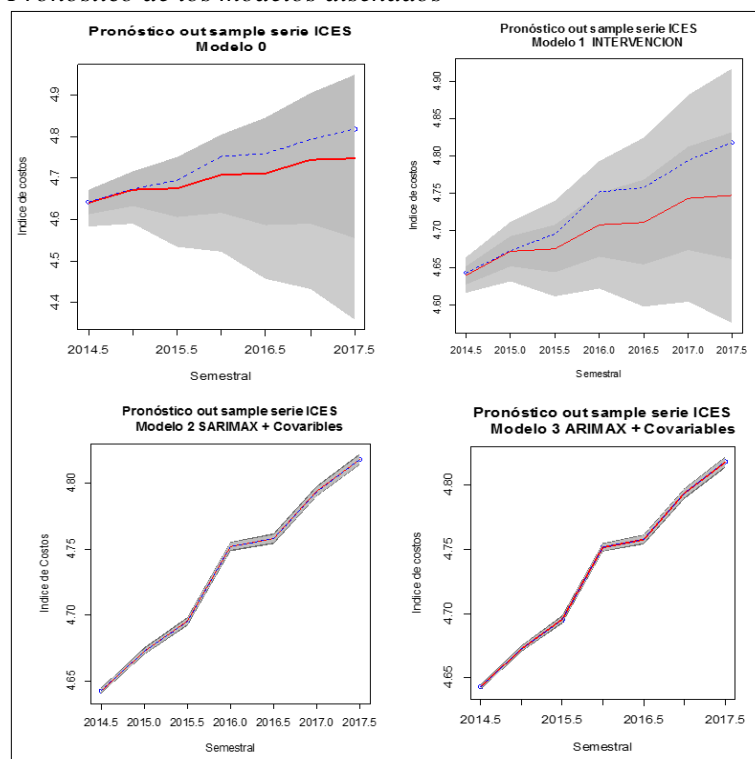 Pronóstico de los modelos diseñados
Pronóstico out sample serie ICES
Modelo 0
Indice de costos
4.9
4.8
4.7
4.6
4.5
4.4
2014.5
2015.5
2016.5
2017.5
Semestral
Pronóstico out sample serie ICES
Modelo 1 INTERVENCION
Indice de costos
4.90
4.85
4.80
4.75
4.70
4.65
4.60
2014.5
2015.0
2015.5
2016.0
2016.5
2017.0
2017.5
Semestral
Pronóstico out sample serie ICES
Modelo 2 SARIMAX + Covaribles
Indice de Costos
4.80
4.75
4.70
4.65
2014.5
2015.0
2015.5
2016.0
2016.5
2017.0
2017.5
Semestral
Pronóstico out sample serie ICES
Modelo 3 ARIMAX + Covariables
Indice de costos
4.80
4.75
4.70
4.65
2014.5
2015.5
2016.5
2017.5
Semestral